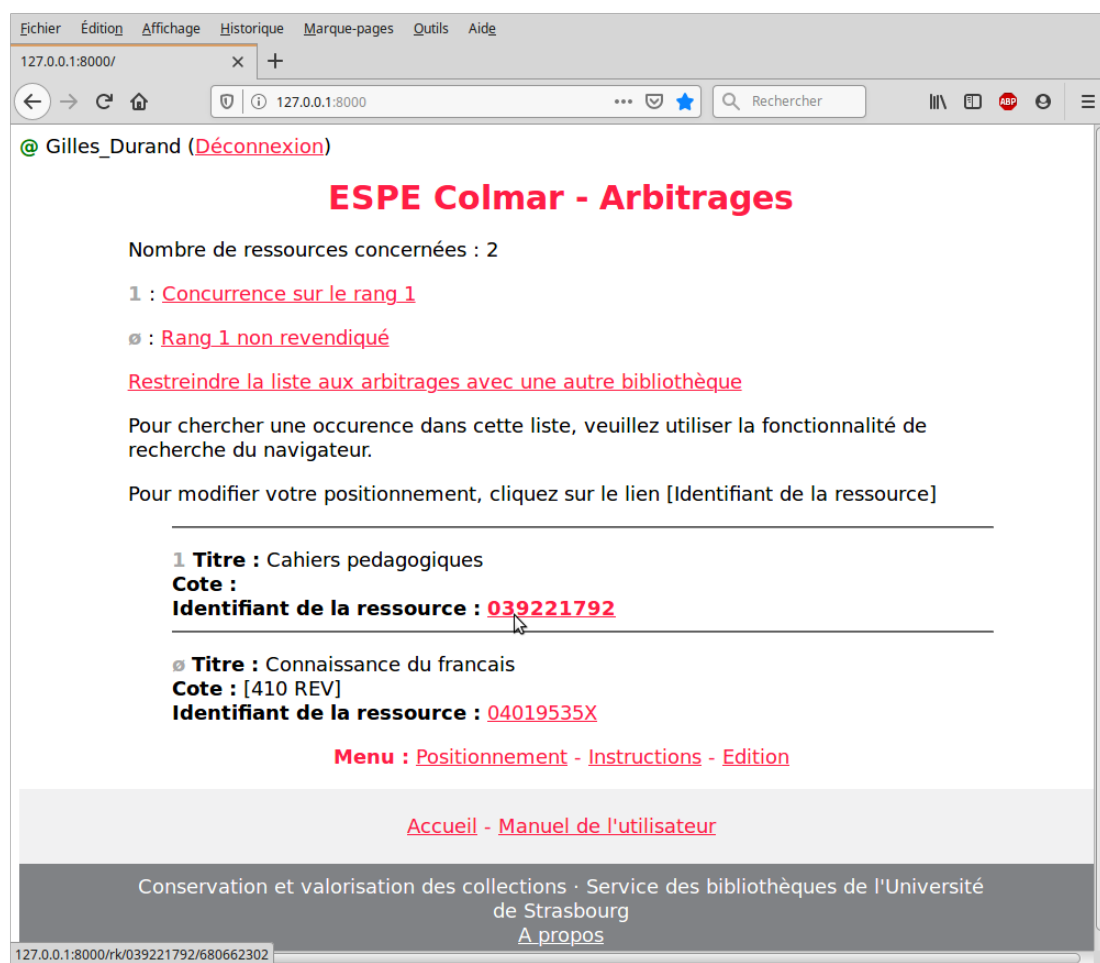 Fichier Édition Affichage Historique Marque-pages Outils Aide
127.0.0.1:8000/
127.0.0.1:8000 Rechercher ABP
@ Gilles_Durand (Déconnexion)
ESPE Colmar - Arbitrages
Nombre de ressources concernées : 2
1 : Concurrence sur le rang 1
ø : Rang 1 non revendiqué
Restreindre la liste aux arbitrages avec une autre bibliothèque
Pour chercher une occurence dans cette liste, veuillez utiliser la fonctionnalité de
recherche du navigateur.
Pour modifier votre positionnement, cliquez sur le lien [Identifiant de la ressource]
1 Titre : Cahiers pedagogiques
Cote :
Identifiant de la ressource : 039221792
ø Titre : Connaissance du francais
Cote : [410 REV]
Identifiant de la ressource : 04019535X
Menu : Positionnement - Instructions - Edition
Accueil - Manuel de l'utilisateur
Conservation et valorisation des collections · Service des bibliothèques de l'Université
de Strasbourg
A propos
127.0.0.1:8000/rk/039221792/680662302